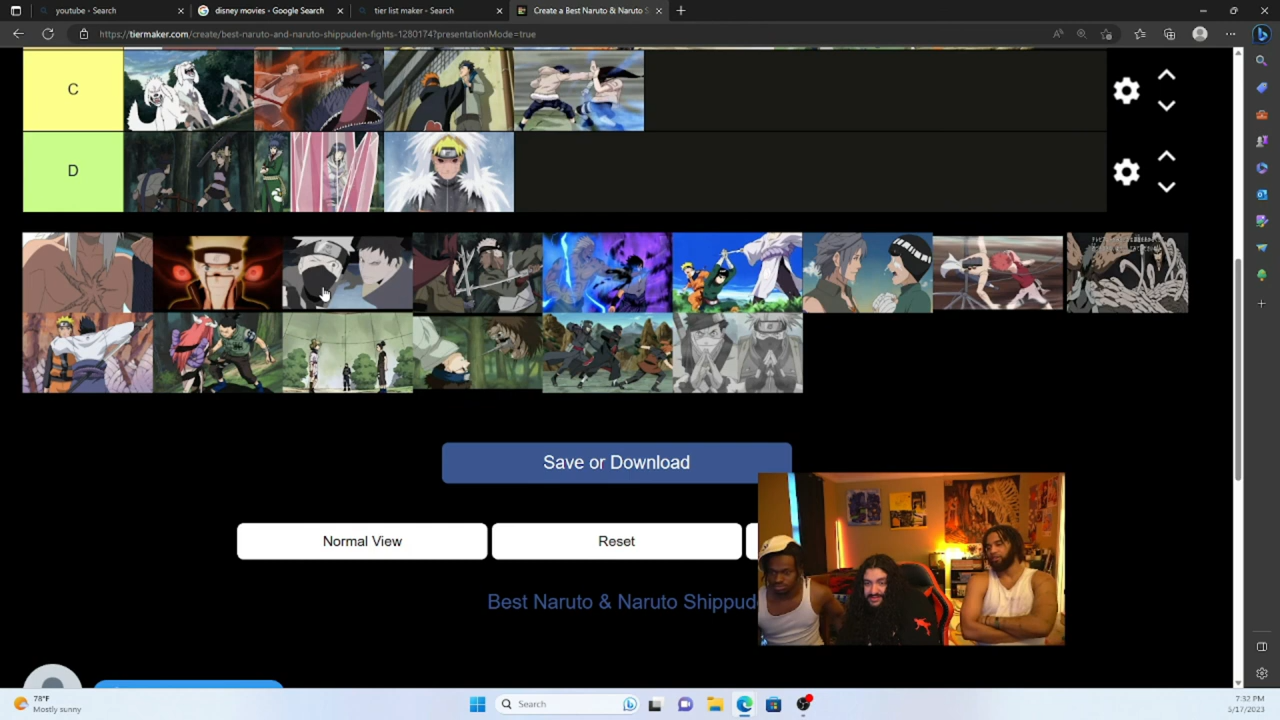 youtube - Search
disney movies - Google Search
tier list maker - Search
Create a Best Naruto & Naruto S
https://tiermaker.com/create/best-naruto-and-naruto-shippuden-fights-1280174?presentationMode=true
C
D
Save or Download
Normal View
Reset
Best Naruto & Naruto Shippud
78°F
Mostly sunny
Search
7:32 PM
5/17/2023